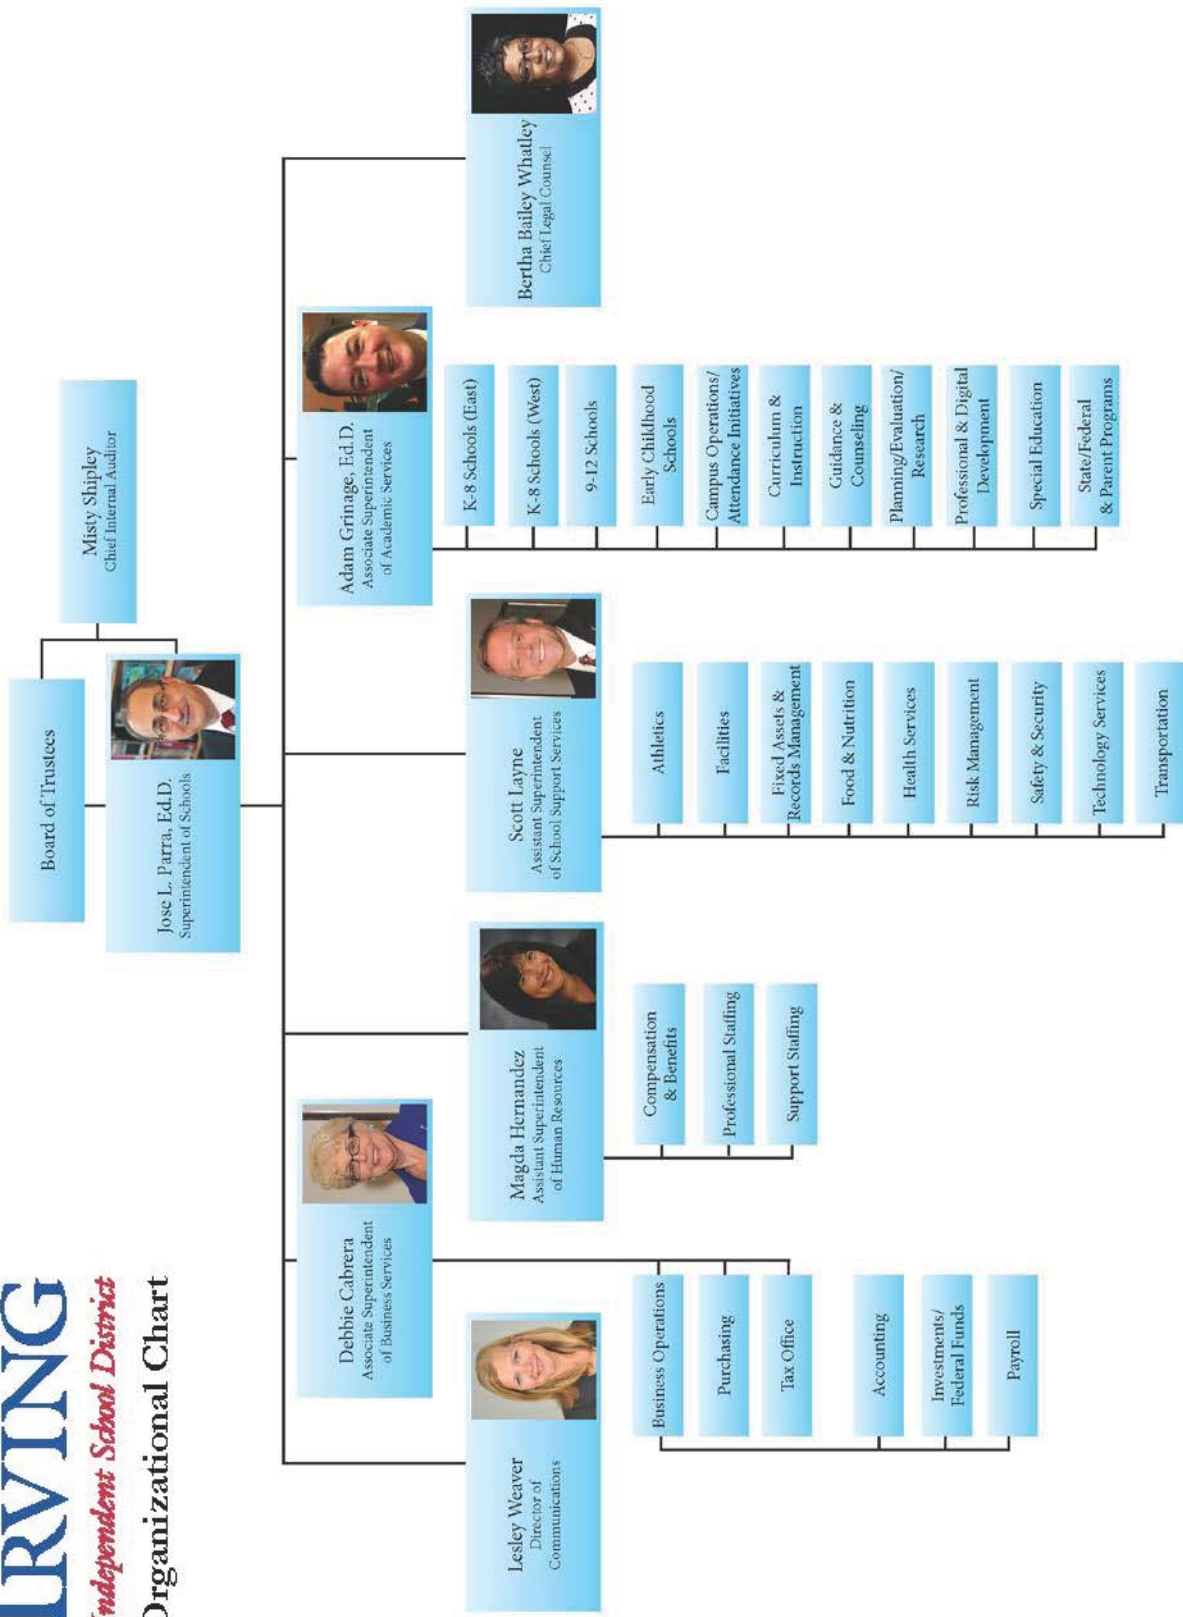 IRVING
Independent School District
Organizational Chart
Board of Trustees
Misty Shipley
Chief Internal Auditor
Jose L. Parra, Ed.D.
Superintendent of Schools
Debbie Cabrera
Associate Superintendent
of Business Services
Adam Grinage, Ed.D.
Associate Superintendent
of Academic Services
Lesley Weaver
Director of
Communications
Magda Hernandez
Assistant Superintendent
of Human Resources
Scott Layne
Assistant Superintendent
of School Support Services
Bertha Bailey Whatley
Chief Legal Counsel
Business Operations
Purchasing
Tax Office
Accounting
Investments/
Federal Funds
Payroll
Compensation
& Benefits
Professional Staffing
Support Staffing
Athletics
Facilities
Fixed Assets &
Records Management
Food & Nutrition
Health Services
Risk Management
Safety & Security
Technology Services
Transportation
K-8 Schools (East)
K-8 Schools (West)
9-12 Schools
Early Childhood
Schools
Campus Operations/
Attendance Initiatives
Curriculum &
Instruction
Guidance &
Counseling
Planning/Evaluation/
Research
Professional & Digital
Development
Special Education
State/Federal
& Parent Programs